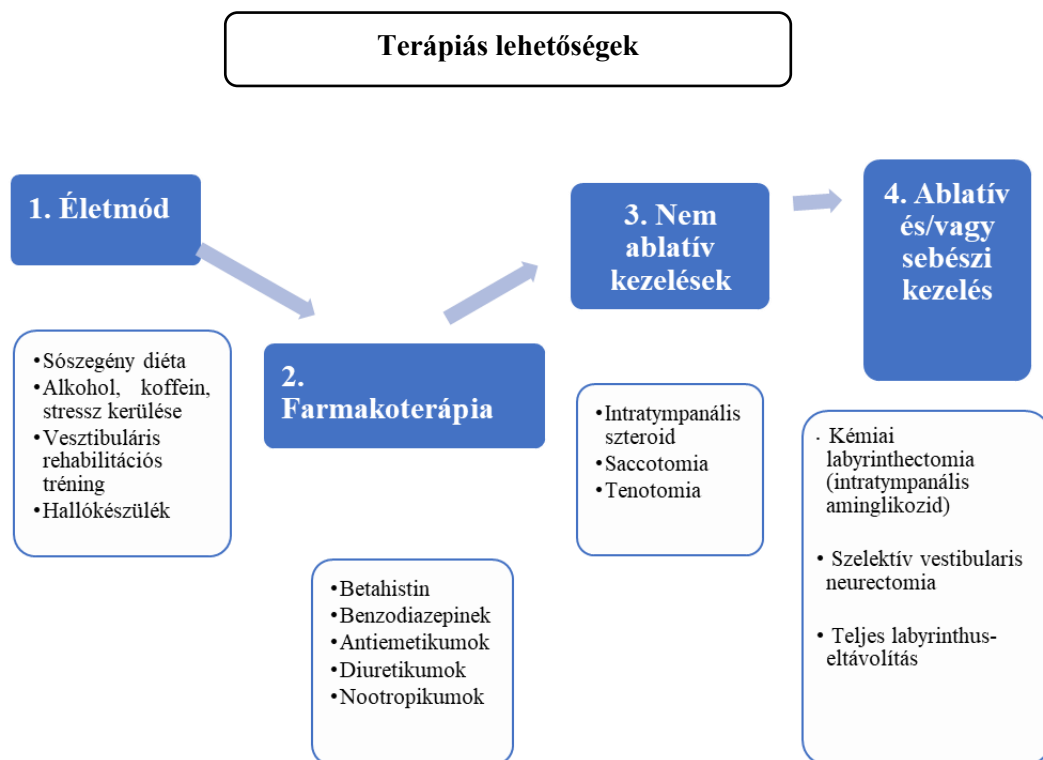 Terápiás lehetőségek
1. Életmód
•Sószegény diéta
•Alkohol, koffein,
stressz kerülése
•Vesztibuláris
rehabilitációs
tréning
•Hallókészülék
2.
Farmakoterápia
•Betahistin
•Benzodiazepinek
•Antiemetikumok
•Diuretikumok
•Nootropikumok
3. Nem
ablatív
kezelések
•Intratympanális
szteroid
•Saccotomia
•Tenotomia
4. Ablatív
és/vagy
sebészi
kezelés
· Kémiai
labyrinthectomia
(intratympanális
aminglikozid)
• Szelektív vestibularis
neurectomia
• Teljes labyrinthus-
eltávolítás